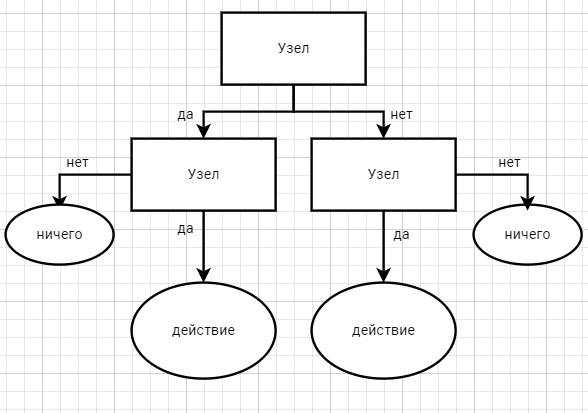 Узел
да
нет
Узел
Узел
нет
нет
ничего
да
да
ничего
действие
действие